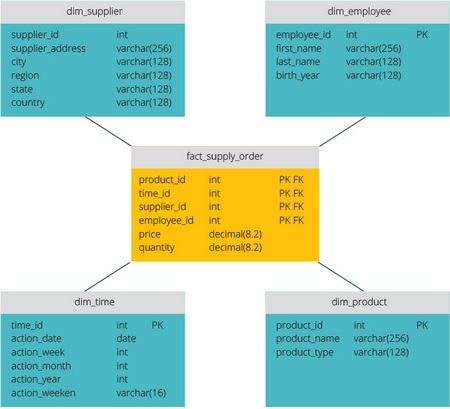 dim_supplier
supplier_id int
supplier_address varchar(256)
city varchar(128)
region varchar(128)
state varchar(128)
country varchar(128)
dim_employee
employee_id int PK
first_name varchar(256)
last_name varchar(128)
birth_year varchar(128)
fact_supply_order
product_id int PK FK
time_id int PK FK
supplier_id int PK FK
employee_id int PK FK
price decimal(8.2)
quantity decimal(8.2)
dim_time
time_id int PK
action_date date
action_week int
action_month int
action_year int
action_weeken varchar(16)
dim_product
product_id int PK
product_name varchar(256)
product_type varchar(128)